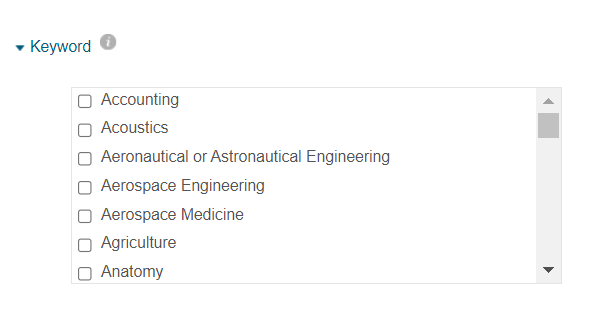 Keyword i
Accounting
Acoustics
Aeronautical or Astronautical Engineering
Aerospace Engineering
Aerospace Medicine
Agriculture
Anatomy